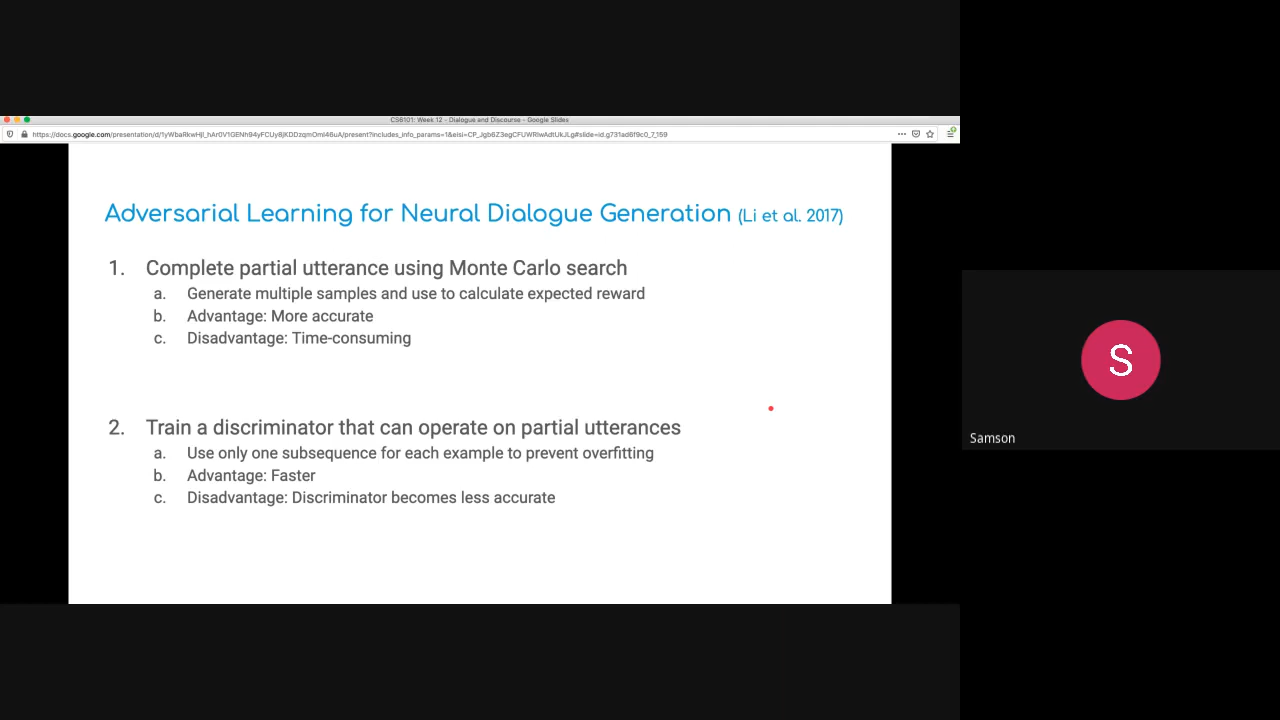 CS6101: Week 12 - Dialogue and Discourse - Google Slides
Adversarial Learning for Neural Dialogue Generation (Li et al. 2017)
1. Complete partial utterance using Monte Carlo search
a. Generate multiple samples and use to calculate expected reward
b. Advantage: More accurate
c. Disadvantage: Time-consuming
2. Train a discriminator that can operate on partial utterances
a. Use only one subsequence for each example to prevent overfitting
b. Advantage: Faster
c. Disadvantage: Discriminator becomes less accurate
S
Samson